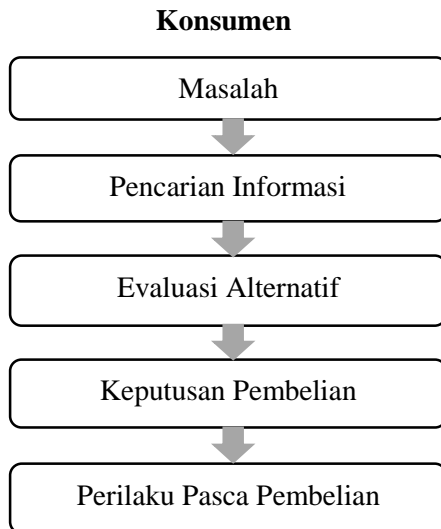 Konsumen
Masalah
Pencarian Informasi
Evaluasi Alternatif
Keputusan Pembelian
Perilaku Pasca Pembelian